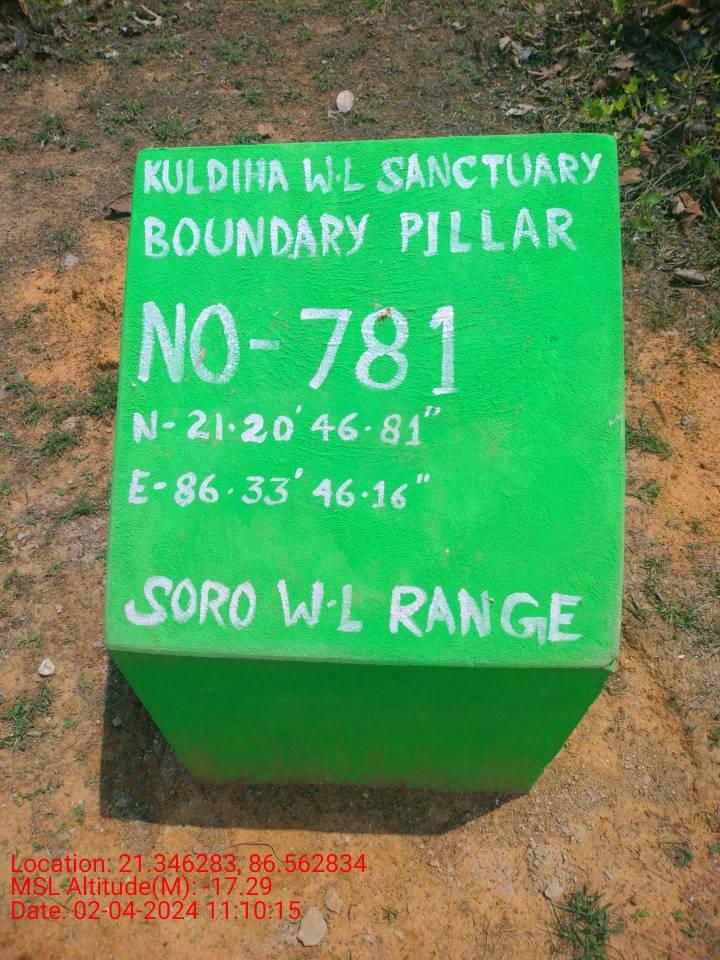 KULDIHA W.L SANCTUARY
BOUNDARY PILLAR
NO-781
N-21.20' 46.81"
E-86.33' 46.16"
SORO W.L RANGE
Location: 21.346283, 86.562834
MSL Altitude(M): -17.29
Date: 02-04-2024 11:10:15